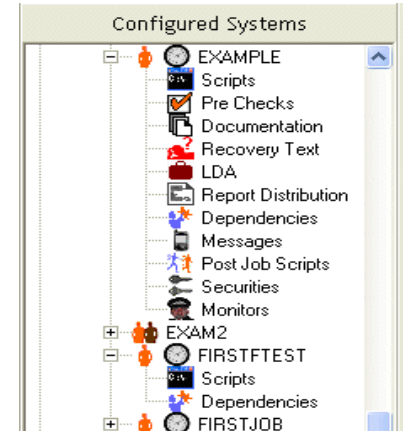 Configured Systems
EXAMPLE
Scripts
Pre Checks
Documentation
Recovery Text
LDA
Report Distribution
Dependencies
Messages
Post Job Scripts
Securities
Monitors
EXAM2
FIRSTFTEST
Scripts
Dependencies
FIRSTJOB